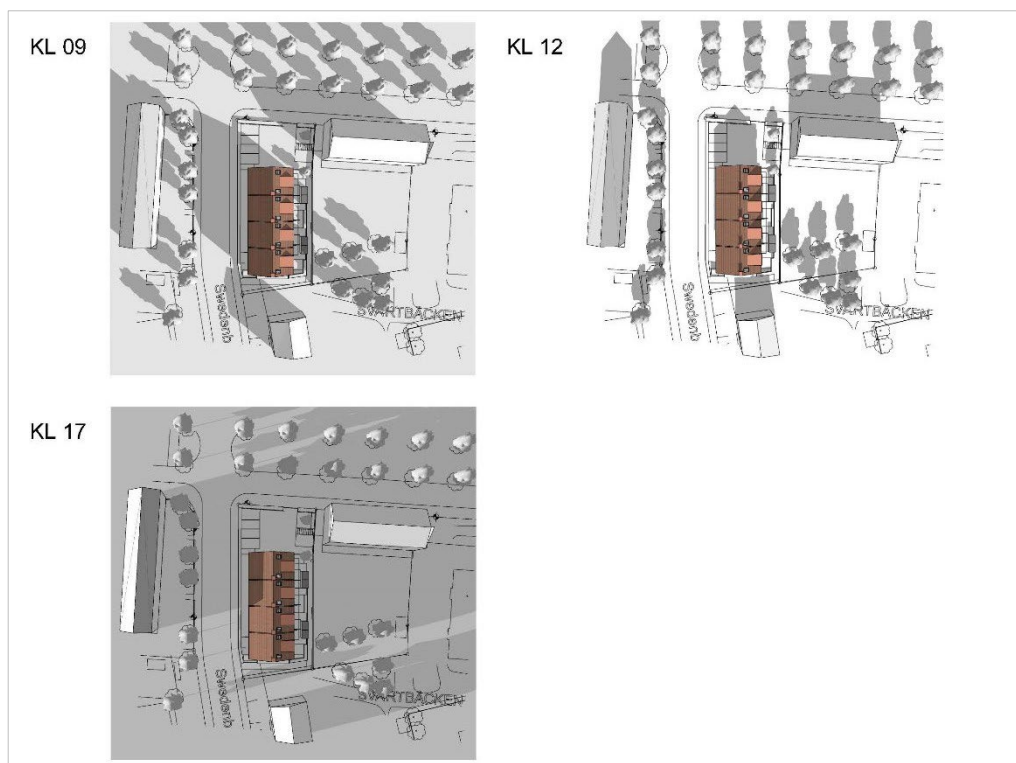 KL 09
KL 12
Swedenb
SVARTBÄCKEN
Swedenb
SVARTBÄCKEN
KL 17
Swedenb
SVARTBÄCKEN